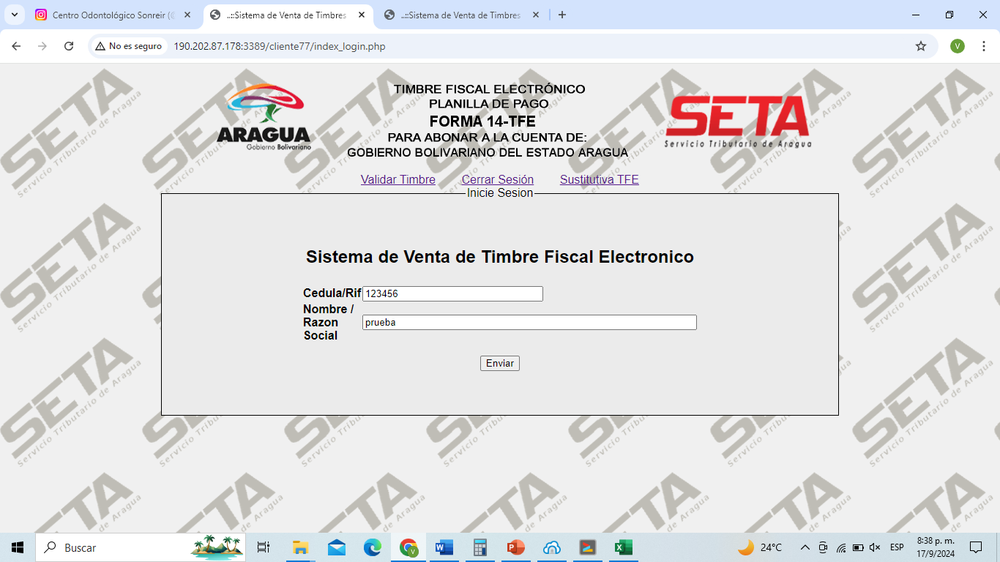 Centro Odontológico Sonreir (@
..::Sistema de Venta de Timbres
..::Sistema de Venta de Timbres
No es seguro
190.202.87.178:3389/cliente77/index_login.php
V
ARAGUA
Gobierno Bolivariano
TIMBRE FISCAL ELECTRÓNICO
PLANILLA DE PAGO
FORMA 14-TFE
PARA ABONAR A LA CUENTA DE:
GOBIERNO BOLIVARIANO DEL ESTADO ARAGUA
SETA
Servicio Tributario de Aragua
Validar Timbre Cerrar Sesión Sustitutiva TFE
Inicie Sesion
Sistema de Venta de Timbre Fiscal Electronico
Cedula/Rif 123456
Nombre /
Razon
Social
prueba
Enviar
Buscar
24°C
ESP
8:38 p. m.
17/9/2024